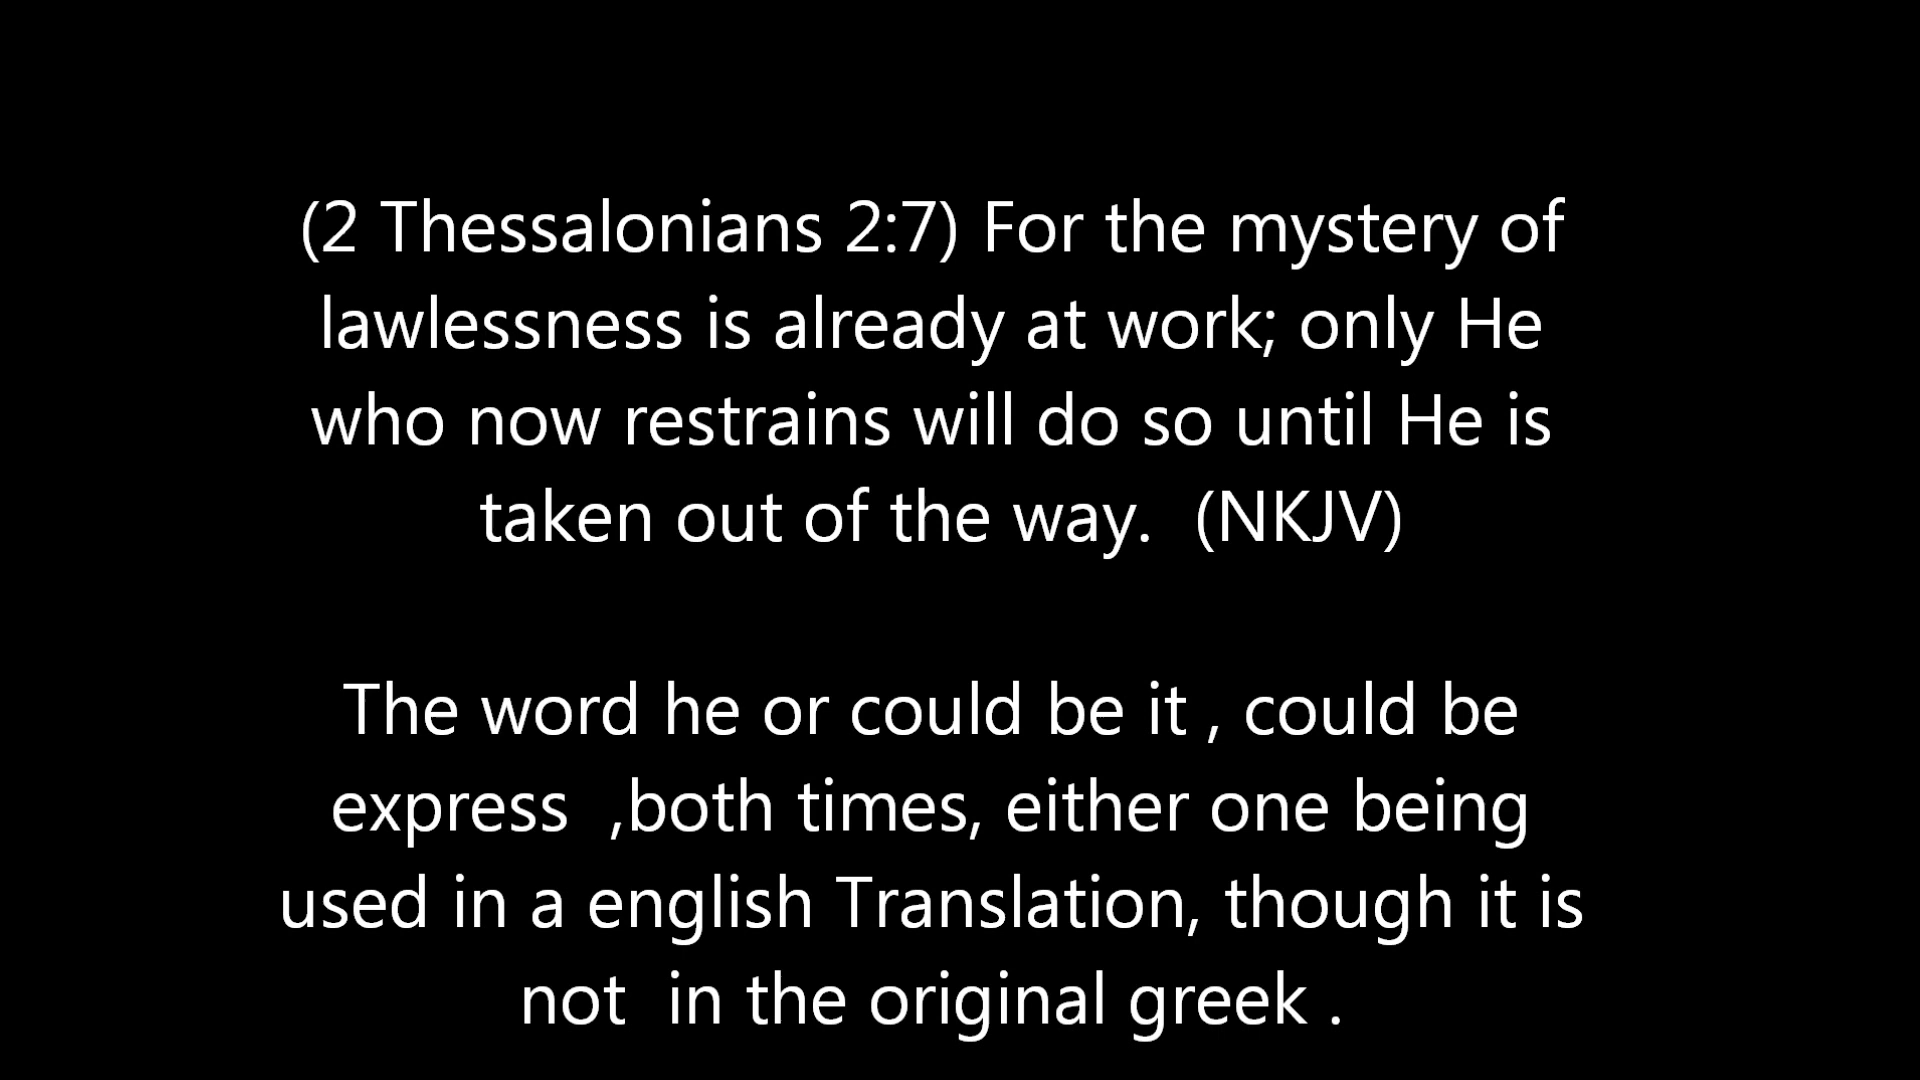 (2 Thessalonians 2:7) For the mystery of
lawlessness is already at work; only He
who now restrains will do so until He is
taken out of the way.  (NKJV)
The word he or could be it , could be
express  ,both times, either one being
used in a english Translation, though it is
not  in the original greek .